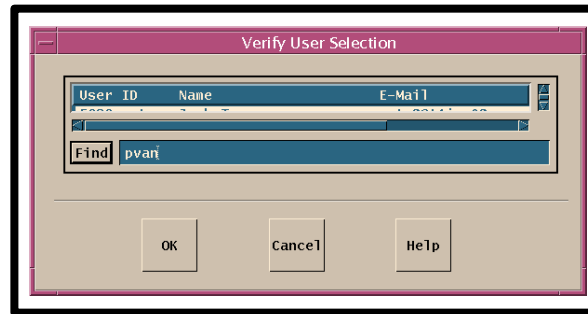 Verify User Selection
User ID Name E-Mail
Find pvan
OK Cancel Help